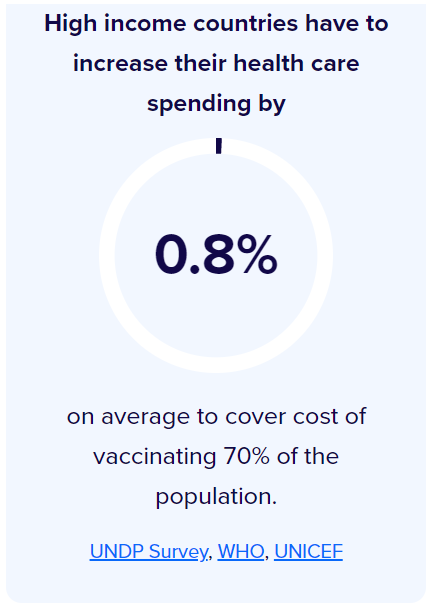 High income countries have to
increase their health care
spending by
0.8%
on average to cover cost of
vaccinating 70% of the
population.
UNDP Survey, WHO, UNICEF